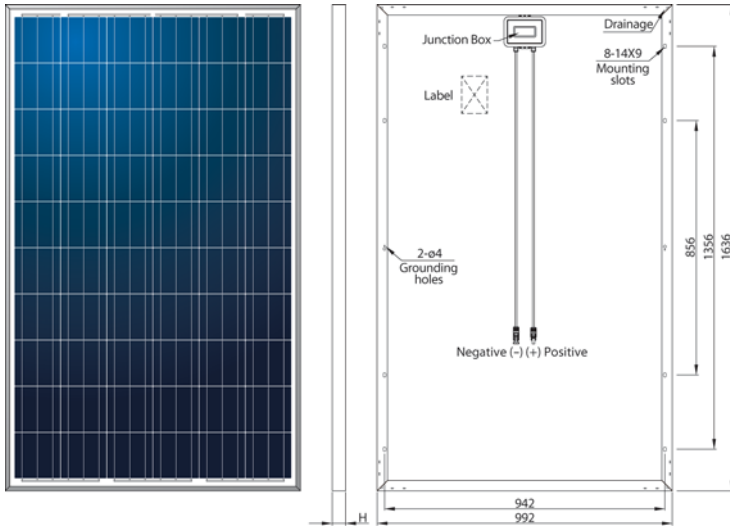 Junction Box
Drainage
8-14X9
Mounting
slots
Label
2-ø4
Grounding
holes
856
1356
1636
Negative (–) (+) Positive
942
H
992